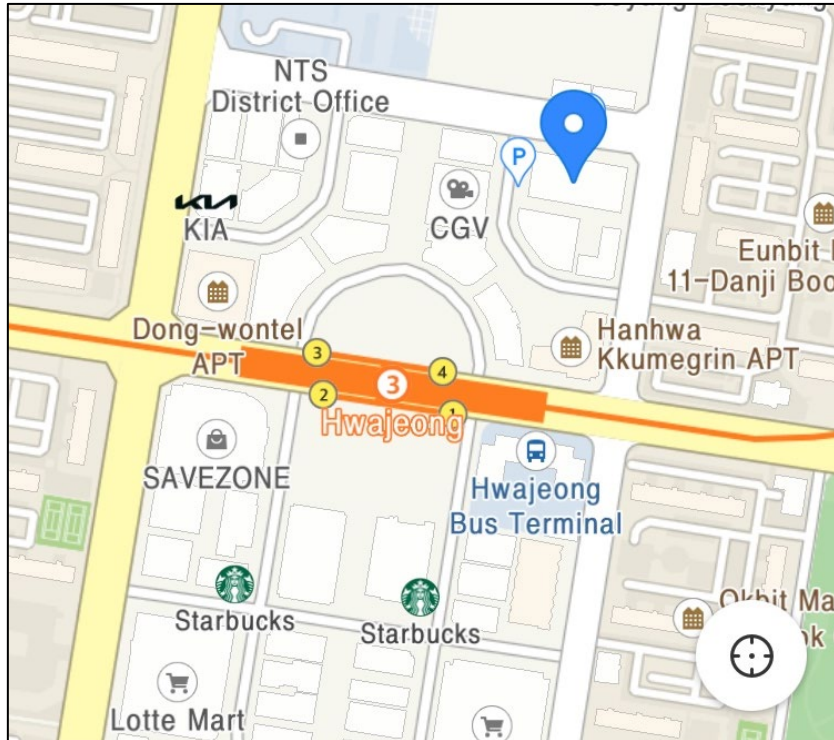 NTS
District Office
P
KIA
CGV
Eunbit
11-Danji
Dong-wontel
APT
Hanhwa
Kkumegrin APT
3
4
3
2
1
Hwajeong
SAVEZONE
Hwajeong
Bus Terminal
Starbucks
Starbucks
Okbit Ma
ok
Lotte Mart